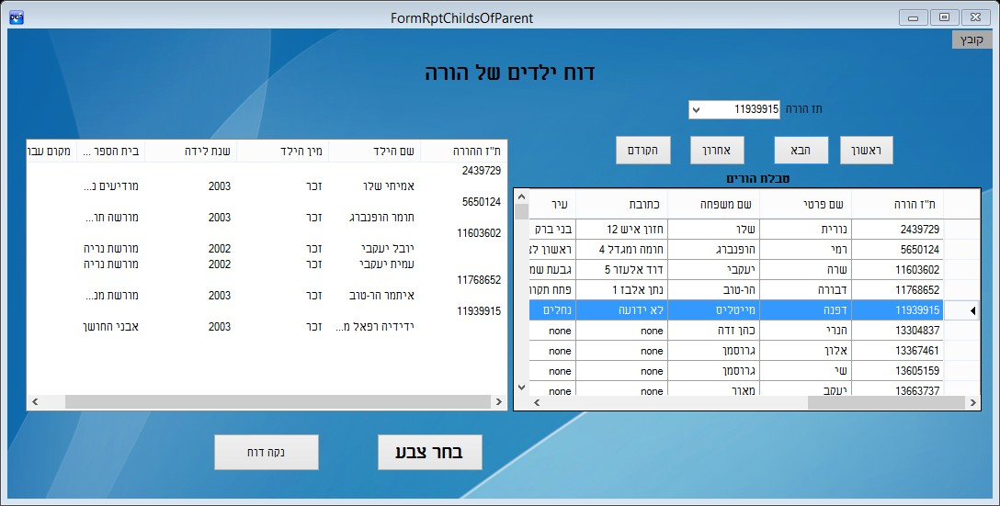 FormRptChildsOfParent
קובץ
דוח ילדים של הורה
תז הורה 11939915
ראשון הבא אחרון הקודם
טבלת הורים
ת"ז הורה שם פרטי שם משפחה כתובת עיר
2439729 נורית שלו חזון איש 12 בני ברק
5650124 רמי הופנברג חומה ומגדל 4 ראשון לצ
11603602 שרה יעקבי דוד אלעזר 5 גבעת שמ
11768652 דבורה הר-טוב נתן אלבז 1 פתח תקוו
11939915 דפנה מייטליס לא ידועה נחלים
13304837 הנרי כהן זדה none none
13367461 אלון גרוסמן none none
13605159 שי גרוסמן none none
13663737 יעקב מאור none none
ת"ז ההורה שם הילד מין הילד שנת לידה בית הספר ... מקום עבו
2439729
אמיתי שלו זכר 2003 מודיעים נ...
5650124
תומר הופנברג זכר 2003 מורשה תו...
11603602
יובל יעקבי זכר 2002 מורשת נריה
עמית יעקבי זכר 2002 מורשת נריה
11768652
איתמר הר-טוב זכר 2003 מורשת מנ...
11939915
ידידיה רפאל מ... זכר 2003 אבני החושן
בחר צבע
נקה דוח